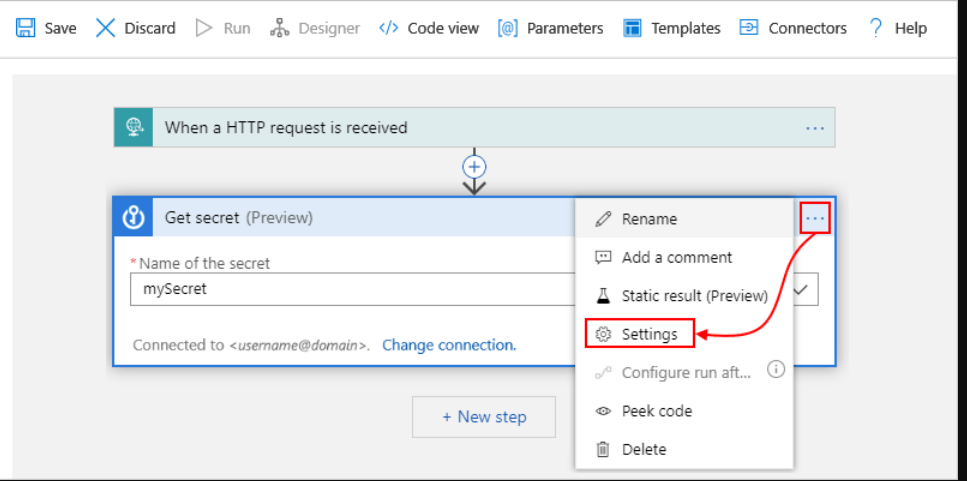 Save Discard Run Designer </> Code view [@] Parameters Templates Connectors ? Help
When a HTTP request is received ...
Get secret (Preview) ...
* Name of the secret
mySecret
Connected to <username@domain>. Change connection.
+ New step
Rename
Add a comment
Static result (Preview)
Settings
Configure run aft...
Peek code
Delete